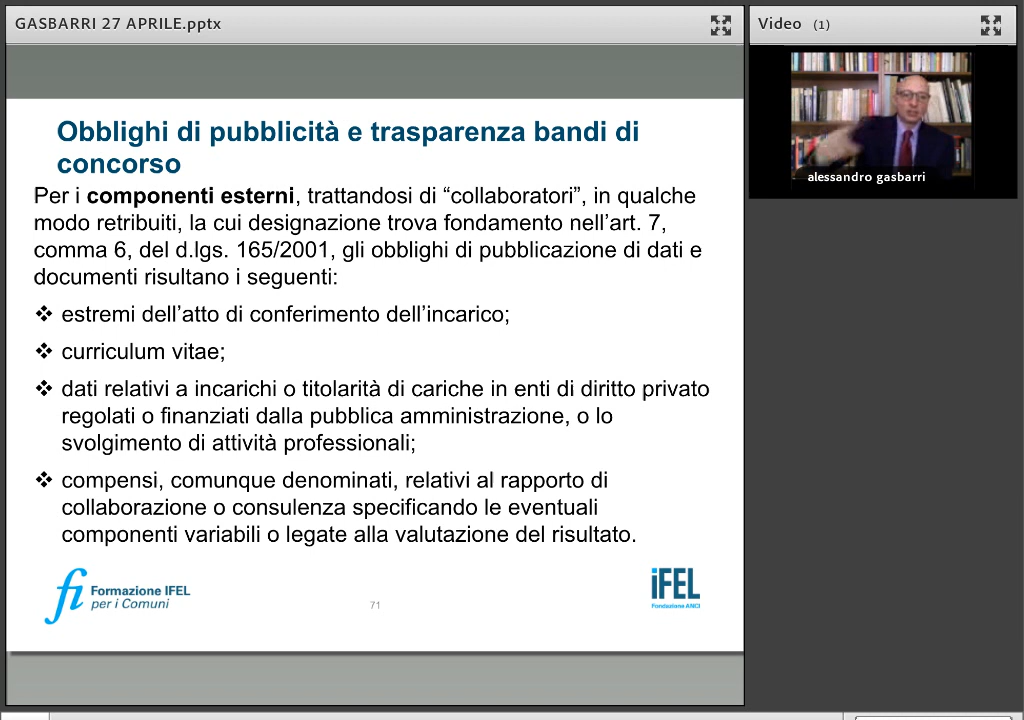 GASBARRI 27 APRILE.pptx
Video (1)
alessandro gasbarri
Obblighi di pubblicità e trasparenza bandi di
concorso
Per i componenti esterni, trattandosi di “collaboratori”, in qualche
modo retribuiti, la cui designazione trova fondamento nell’art. 7,
comma 6, del d.lgs. 165/2001, gli obblighi di pubblicazione di dati e
documenti risultano i seguenti:
❖ estremi dell’atto di conferimento dell’incarico;
❖ curriculum vitae;
❖ dati relativi a incarichi o titolarità di cariche in enti di diritto privato
regolati o finanziati dalla pubblica amministrazione, o lo
svolgimento di attività professionali;
❖ compensi, comunque denominati, relativi al rapporto di
collaborazione o consulenza specificando le eventuali
componenti variabili o legate alla valutazione del risultato.
fi Formazione IFEL
per i Comuni
71
iFEL
Fondazione ANCI